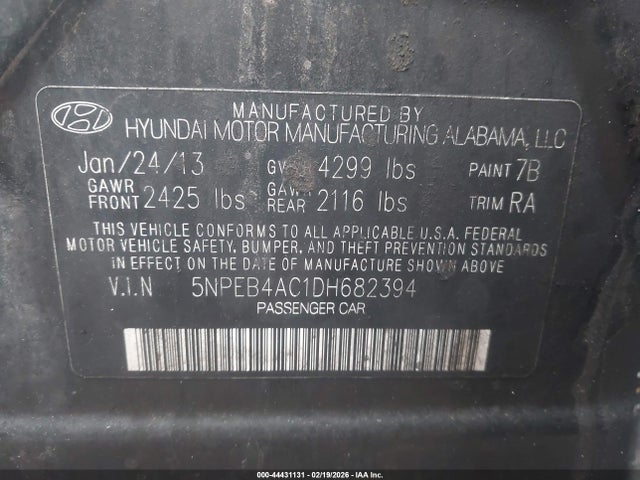 MANUFACTURED BY
HYUNDAI MOTOR MANUFACTURING ALABAMA, LLC
Jan/24/13 GV 4299 lbs PAINT 7B
GAWR FRONT 2425 lbs GAWR REAR 2116 lbs TRIM RA
THIS VEHICLE CONFORMS TO ALL APPLICABLE U.S.A. FEDERAL
MOTOR VEHICLE SAFETY, BUMPER, AND THEFT PREVENTION STANDARDS
IN EFFECT ON THE DATE OF MANUFACTURE SHOWN ABOVE
V.I.N 5NPEB4AC1DH682394
PASSENGER CAR
000-44431131 - 02/19/2026 - IAA Inc.